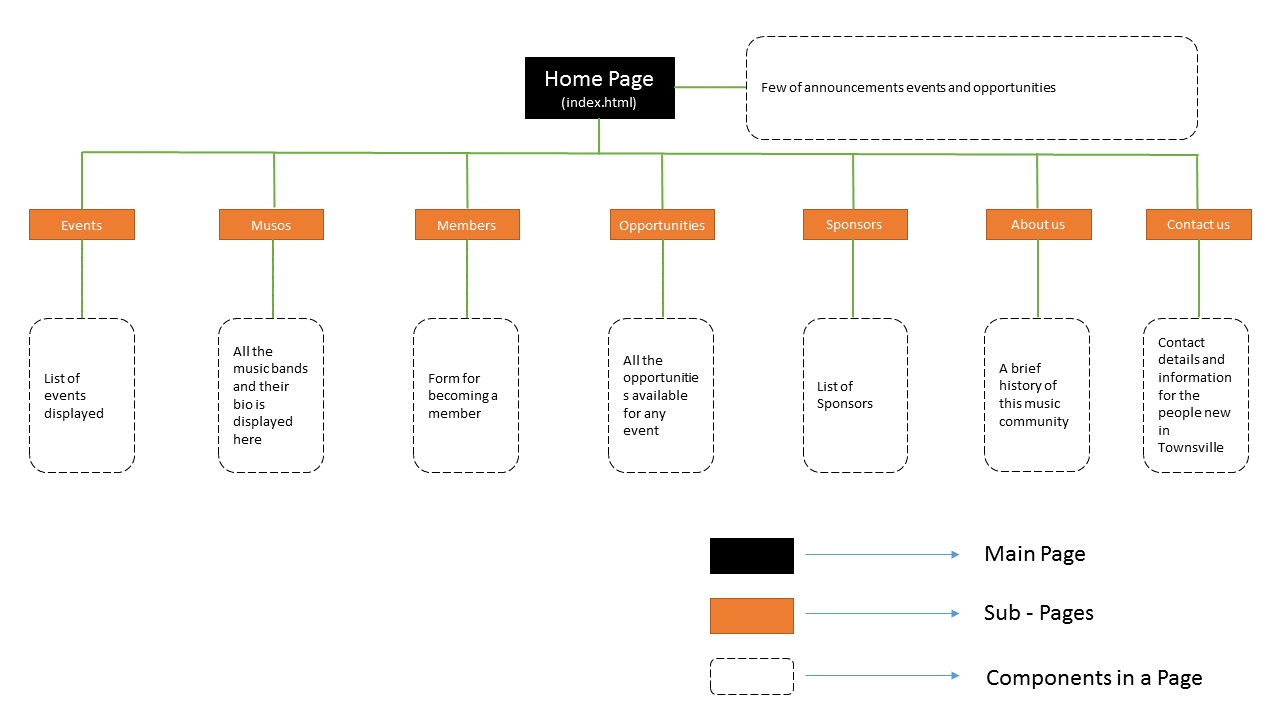 Home Page
(index.html)
Few of announcements events and opportunities
Events
Musos
Members
Opportunities
Sponsors
About us
Contact us
List of
events
displayed
All the
music bands
and their
bio is
displayed
here
Form for
becoming a
member
All the
opportunitie
s available
for any
event
List of
Sponsors
A brief
history of
this music
community
Contact
details and
information
for the
people new
in
Townsville
Main Page
Sub - Pages
Components in a Page